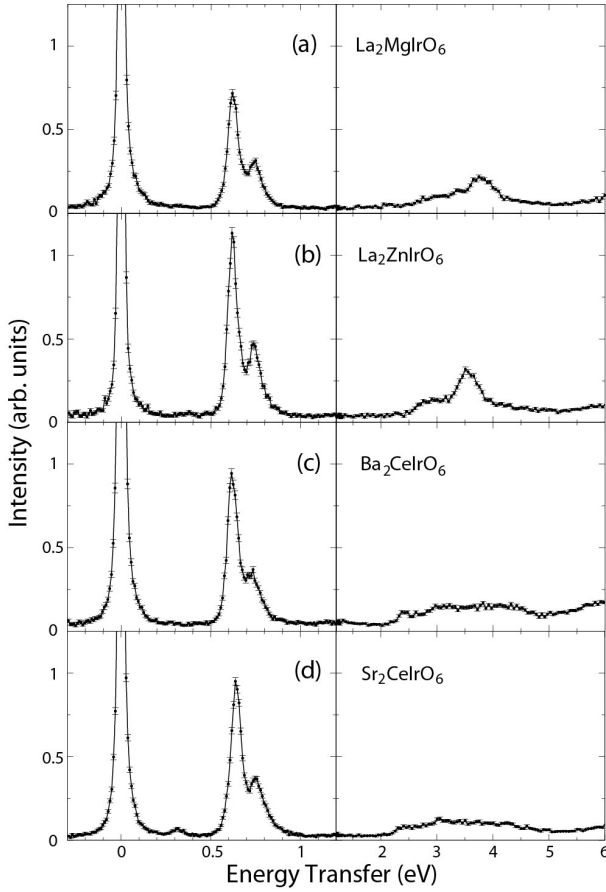 Intensity (arb. units)
1
0.5
0
(a)
La₂MgIrO₆
1
0.5
0
(b)
La₂ZnIrO₆
1
0.5
0
(c)
Ba₂CeIrO₆
1
0.5
0
(d)
Sr₂CeIrO₆
0 0.5 1 2 3 4 5 6
Energy Transfer (eV)